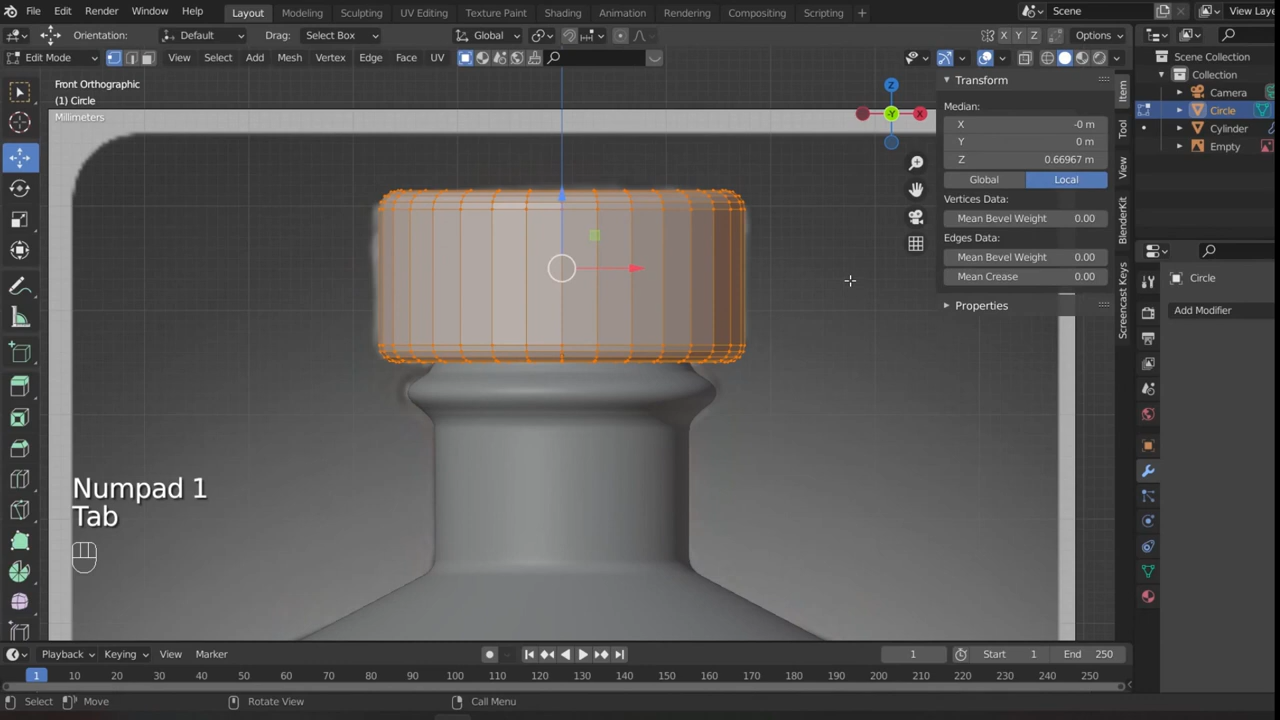 File Edit Render Window Help Layout Modeling Sculpting UV Editing Texture Paint Shading Animation Rendering Compositing Scripting + Scene View Laye
Orientation: Default Drag: Select Box Global X Y Z Options
Edit Mode View Select Add Mesh Vertex Edge Face UV
Front Orthographic
(1) Circle
Millimeters
Z
-Y
X
Transform
Median:
X -0 m
Y 0 m
Z 0.66967 m
Global Local
Vertices Data:
Mean Bevel Weight 0.00
Edges Data:
Mean Bevel Weight 0.00
Mean Crease 0.00
Properties
Item
Tool
View
BlenderKit
Screencast Keys
Scene Collection
Collection
Camera
Circle
Cylinder
Empty
Circle
Add Modifier
Numpad 1
Tab
Playback Keying View Marker 1 Start 1 End 250
1 10 20 30 40 50 60 70 80 90 100 110 120 130 140 150 160 170 180 190 200 210 220 230 240 250
Select Move Rotate View Call Menu